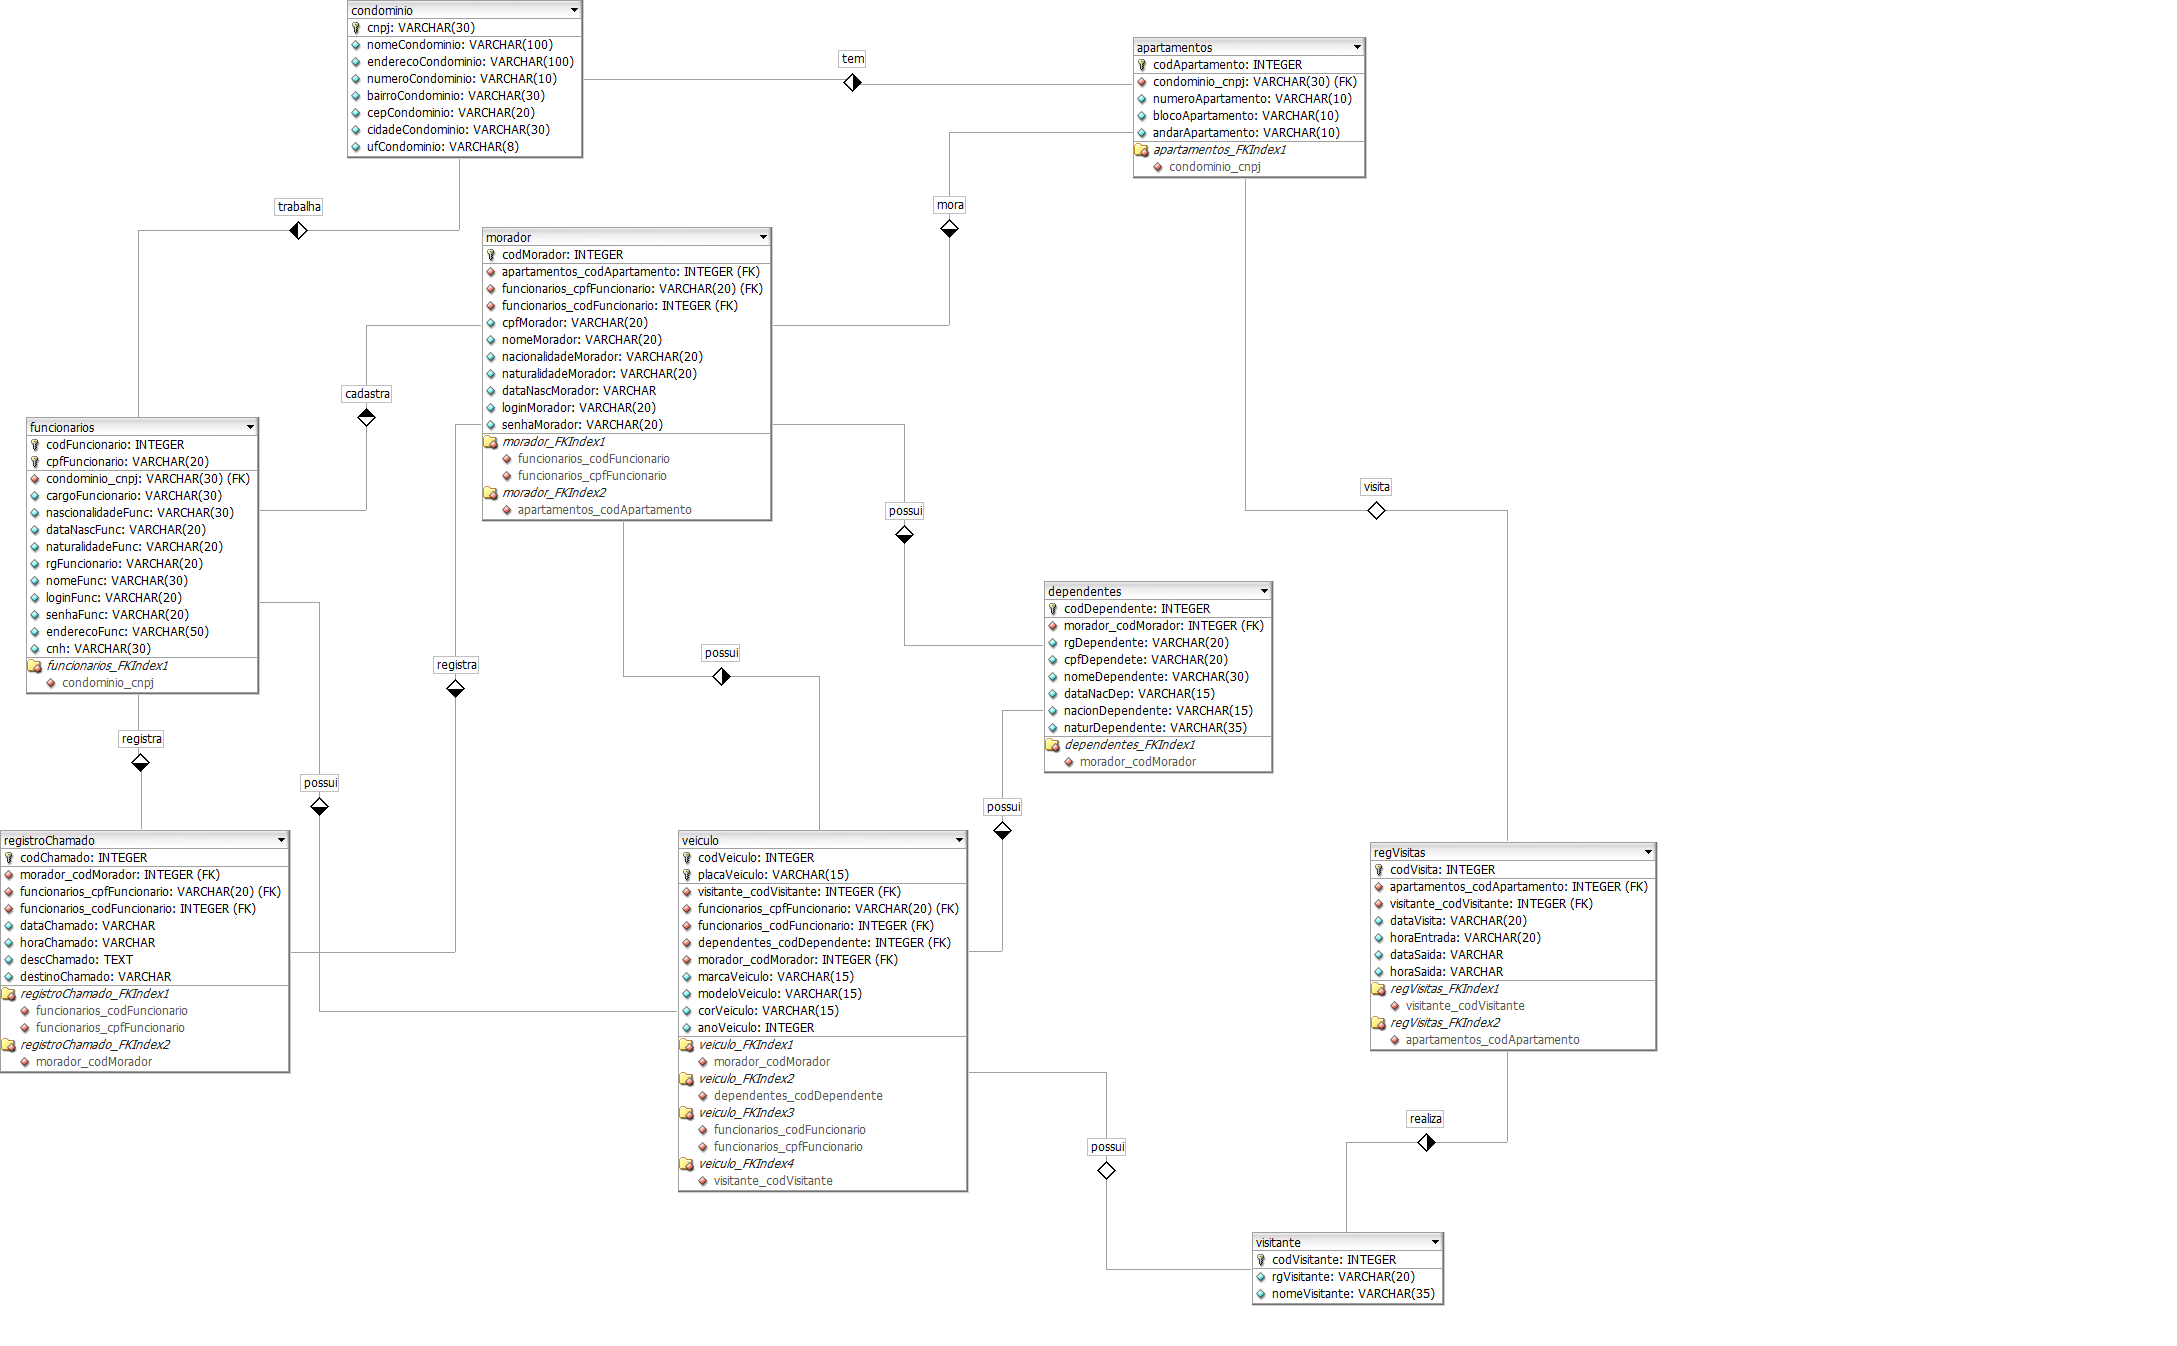 condominio
cnpj: VARCHAR(30)
nomeCondominio: VARCHAR(100)
enderecoCondominio: VARCHAR(100)
numeroCondominio: VARCHAR(10)
bairroCondominio: VARCHAR(30)
cepCondominio: VARCHAR(20)
cidadeCondominio: VARCHAR(30)
ufCondominio: VARCHAR(8)
tem
apartamentos
codApartamento: INTEGER
condominio_cnpj: VARCHAR(30) (FK)
numeroApartamento: VARCHAR(10)
blocoApartamento: VARCHAR(10)
andarApartamento: VARCHAR(10)
apartamentos_FKIndex1
condominio_cnpj
trabalha
mora
morador
codMorador: INTEGER
apartamentos_codApartamento: INTEGER (FK)
funcionarios_cpfFuncionario: VARCHAR(20) (FK)
funcionarios_codFuncionario: INTEGER (FK)
cpfMorador: VARCHAR(20)
nomeMorador: VARCHAR(20)
nacionalidadeMorador: VARCHAR(20)
naturalidadeMorador: VARCHAR(20)
dataNascMorador: VARCHAR
loginMorador: VARCHAR(20)
senhaMorador: VARCHAR(20)
morador_FKIndex1
funcionarios_codFuncionario
funcionarios_cpfFuncionario
morador_FKIndex2
apartamentos_codApartamento
cadastra
funcionarios
codFuncionario: INTEGER
cpfFuncionario: VARCHAR(20)
condominio_cnpj: VARCHAR(30) (FK)
cargoFuncionario: VARCHAR(30)
nascionalidadeFunc: VARCHAR(30)
dataNascFunc: VARCHAR(20)
naturalidadeFunc: VARCHAR(20)
rgFuncionario: VARCHAR(20)
nomeFunc: VARCHAR(30)
loginFunc: VARCHAR(20)
senhaFunc: VARCHAR(20)
enderecoFunc: VARCHAR(50)
cnh: VARCHAR(30)
funcionarios_FKIndex1
condominio_cnpj
possui
visita
dependentes
codDependente: INTEGER
morador_codMorador: INTEGER (FK)
rgDependente: VARCHAR(20)
cpfDependete: VARCHAR(20)
nomeDependente: VARCHAR(30)
dataNacDep: VARCHAR(15)
nacionDependente: VARCHAR(15)
naturDependente: VARCHAR(35)
dependentes_FKIndex1
morador_codMorador
possui
registra
registra
possui
possui
registroChamado
codChamado: INTEGER
morador_codMorador: INTEGER (FK)
funcionarios_cpfFuncionario: VARCHAR(20) (FK)
funcionarios_codFuncionario: INTEGER (FK)
dataChamado: VARCHAR
horaChamado: VARCHAR
descChamado: TEXT
destinoChamado: VARCHAR
registroChamado_FKIndex1
funcionarios_codFuncionario
funcionarios_cpfFuncionario
registroChamado_FKIndex2
morador_codMorador
veiculo
codVeiculo: INTEGER
placaVeiculo: VARCHAR(15)
visitante_codVisitante: INTEGER (FK)
funcionarios_cpfFuncionario: VARCHAR(20) (FK)
funcionarios_codFuncionario: INTEGER (FK)
dependentes_codDependente: INTEGER (FK)
morador_codMorador: INTEGER (FK)
marcaVeiculo: VARCHAR(15)
modeloVeiculo: VARCHAR(15)
corVeiculo: VARCHAR(15)
anoVeiculo: INTEGER
veiculo_FKIndex1
morador_codMorador
veiculo_FKIndex2
dependentes_codDependente
veiculo_FKIndex3
funcionarios_codFuncionario
funcionarios_cpfFuncionario
veiculo_FKIndex4
visitante_codVisitante
regVisitas
codVisita: INTEGER
apartamentos_codApartamento: INTEGER (FK)
visitante_codVisitante: INTEGER (FK)
dataVisita: VARCHAR(20)
horaEntrada: VARCHAR(20)
dataSaida: VARCHAR
horaSaida: VARCHAR
regVisitas_FKIndex1
visitante_codVisitante
regVisitas_FKIndex2
apartamentos_codApartamento
realiza
possui
visitante
codVisitante: INTEGER
rgVisitante: VARCHAR(20)
nomeVisitante: VARCHAR(35)